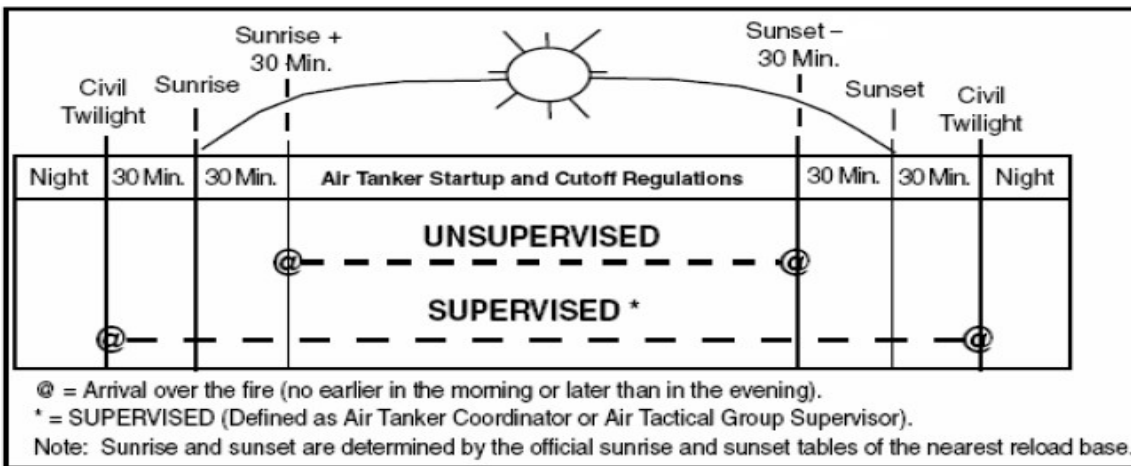 Sunrise +
30 Min.
Sunset –
30 Min.
Civil
Twilight
Sunrise
Sunset
Civil
Twilight
Night
30 Min.
30 Min.
Air Tanker Startup and Cutoff Regulations
30 Min.
30 Min.
Night
UNSUPERVISED
@
@
SUPERVISED *
@
@
@ = Arrival over the fire (no earlier in the morning or later than in the evening).
* = SUPERVISED (Defined as Air Tanker Coordinator or Air Tactical Group Supervisor).
Note: Sunrise and sunset are determined by the official sunrise and sunset tables of the nearest reload base.